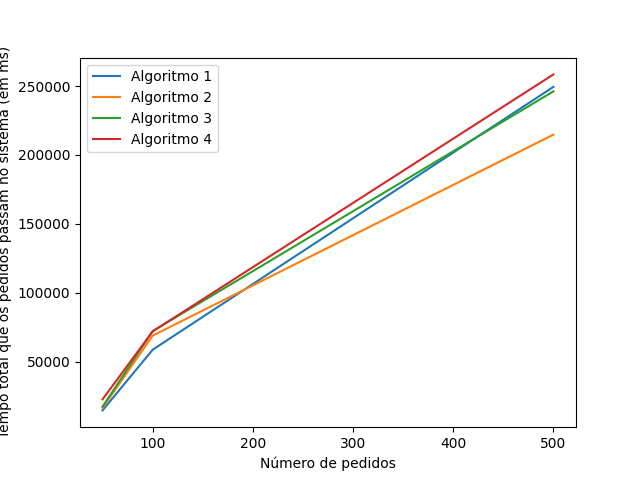 Algoritmo 1
Algoritmo 2
Algoritmo 3
Algoritmo 4
250000
200000
150000
100000
50000
100 200 300 400 500
Número de pedidos
Tempo total que os pedidos passam no sistema (em ms)